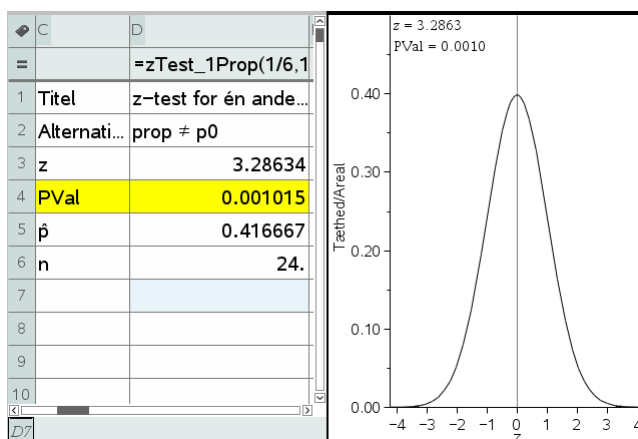 C D
= =zTest_1Prop(1/6,1
1 Titel z-test for én ande...
2 Alternati... prop ≠ p0
3 z 3.28634
4 PVal 0.001015
5 p̂ 0.416667
6 n 24.
7
8
9
10
D7
z = 3.2863
PVal = 0.0010
Tæthed/Areal
0.40
0.30
0.20
0.10
0.00
-4 -3 -2 -1 0 1 2 3 4
z